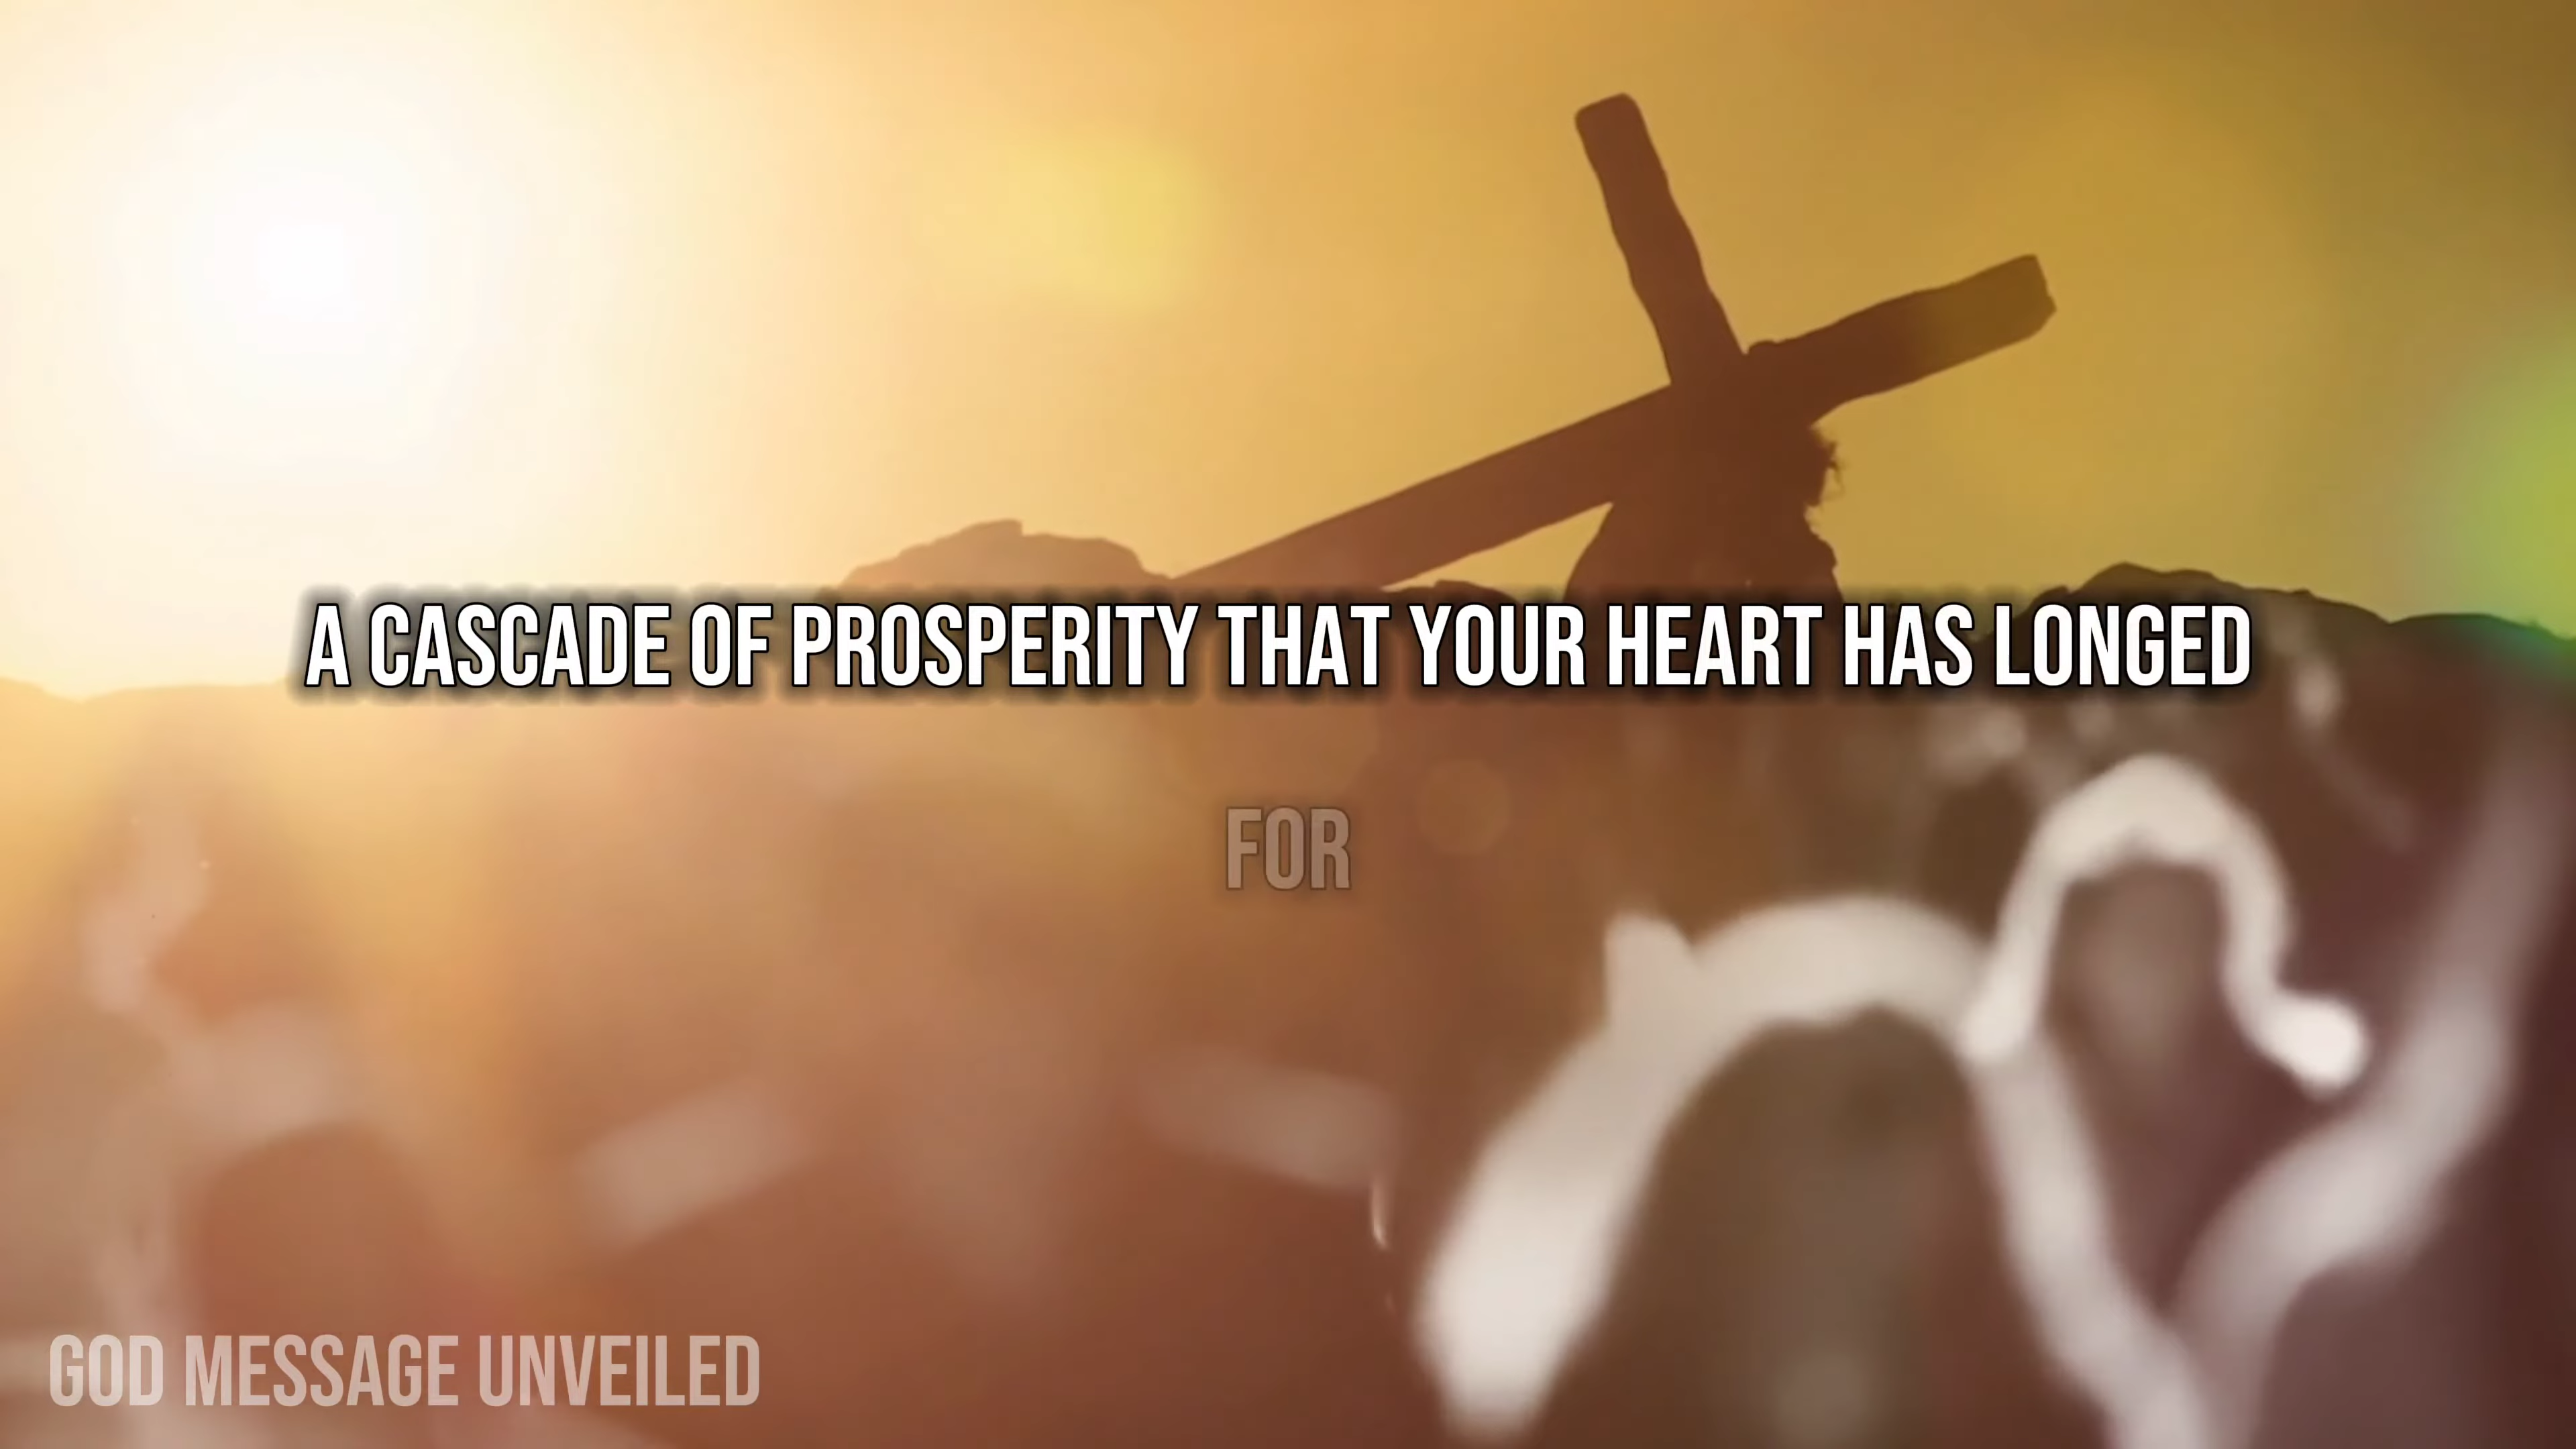 A CASCADE OF PROSPERITY THAT YOUR HEART HAS LONGED
FOR
GOD MESSAGE UNVEILED